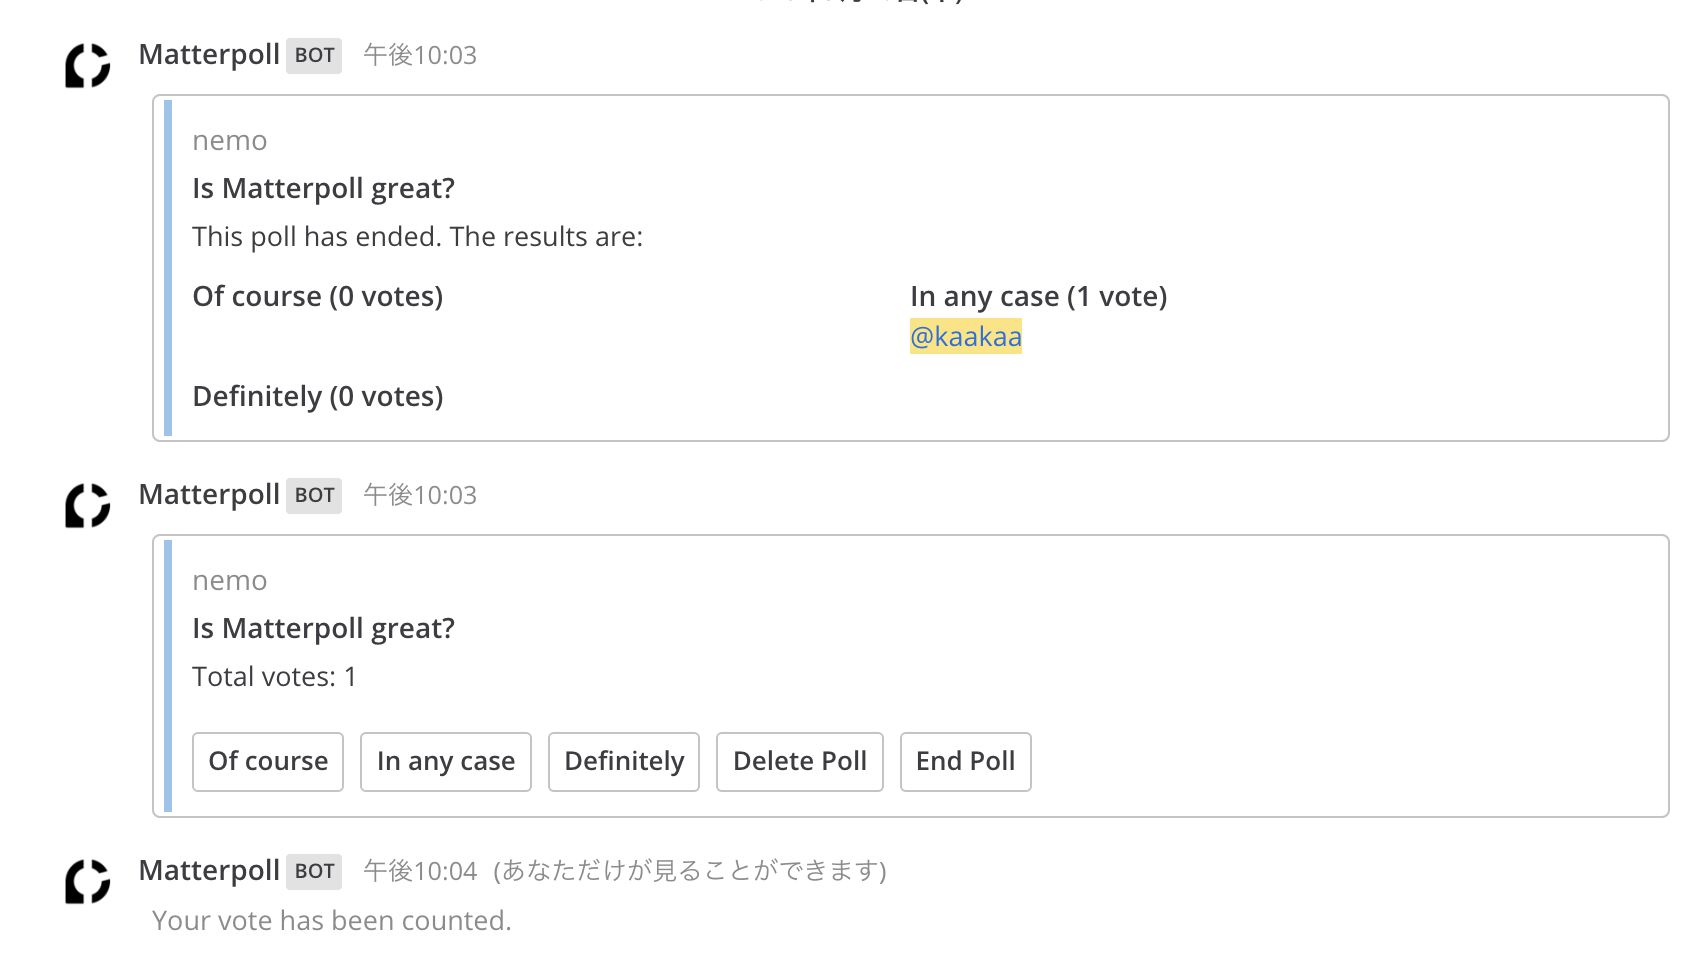 Matterpoll BOT 午後10:03
nemo
Is Matterpoll great?
This poll has ended. The results are:
Of course (0 votes)
In any case (1 vote)
@kaakaa
Definitely (0 votes)
Matterpoll BOT 午後10:03
nemo
Is Matterpoll great?
Total votes: 1
Of course In any case Definitely Delete Poll End Poll
Matterpoll BOT 午後10:04 (あなただけが見ることができます)
Your vote has been counted.